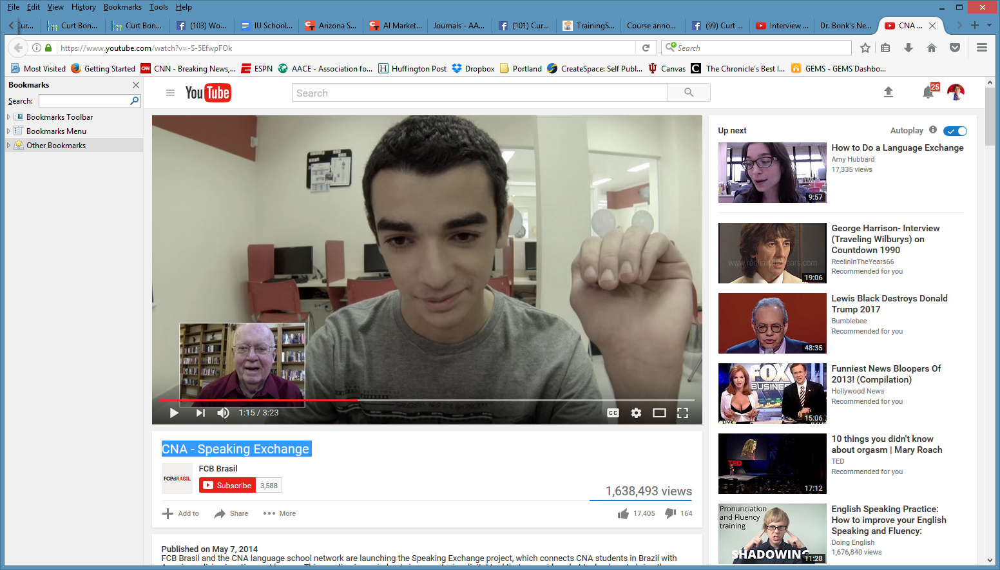 File Edit View History Bookmarks Tools Help
Cur... Curt Bon... Curt Bon... (103) Wo... IU School... Arizona S... AI Market... Journals - AA... (101) Cur... TrainingS... Course anno... (99) Curt ... Interview ... Dr. Bonk's Ne... CNA ...
https://www.youtube.com/watch?v=-S-5EfwpFOk
Search
Most Visited Getting Started CNN - Breaking News,... ESPN AACE - Association fo... Huffington Post Dropbox Portland CreateSpace: Self Publ... Canvas The Chronicle's Best I... GEMS - GEMS Dashbo...
Bookmarks
Search:
Bookmarks Toolbar
Bookmarks Menu
Other Bookmarks
YouTube
Search
25
1:15 / 3:23
CC
CNA - Speaking Exchange
FCB BRASIL
FCB Brasil
Subscribe 3,588
1,638,493 views
Add to Share More
17,405 164
Published on May 7, 2014
FCB Brasil and the CNA language school network are launching the Speaking Exchange project, which connects CNA students in Brazil with
Up next
Autoplay
How to Do a Language Exchange
Amy Hubbard
17,335 views
9:57
George Harrison- Interview
(Traveling Wilburys) on
Countdown 1990
ReelinInTheYears66
Recommended for you
www.reelinintheyears.com
19:06
Lewis Black Destroys Donald
Trump 2017
Bumblebee
Recommended for you
48:35
Funniest News Bloopers Of
2013! (Compilation)
Hollywood News
Recommended for you
FOX
BUSINESS
LIVE
15:06
10 things you didn't know
about orgasm | Mary Roach
TED
Recommended for you
TED
17:12
English Speaking Practice:
How to improve your English
Speaking and Fluency:
Doing English
1,676,840 views
Pronunciation
and Fluency
training
SHADOWING
11:28